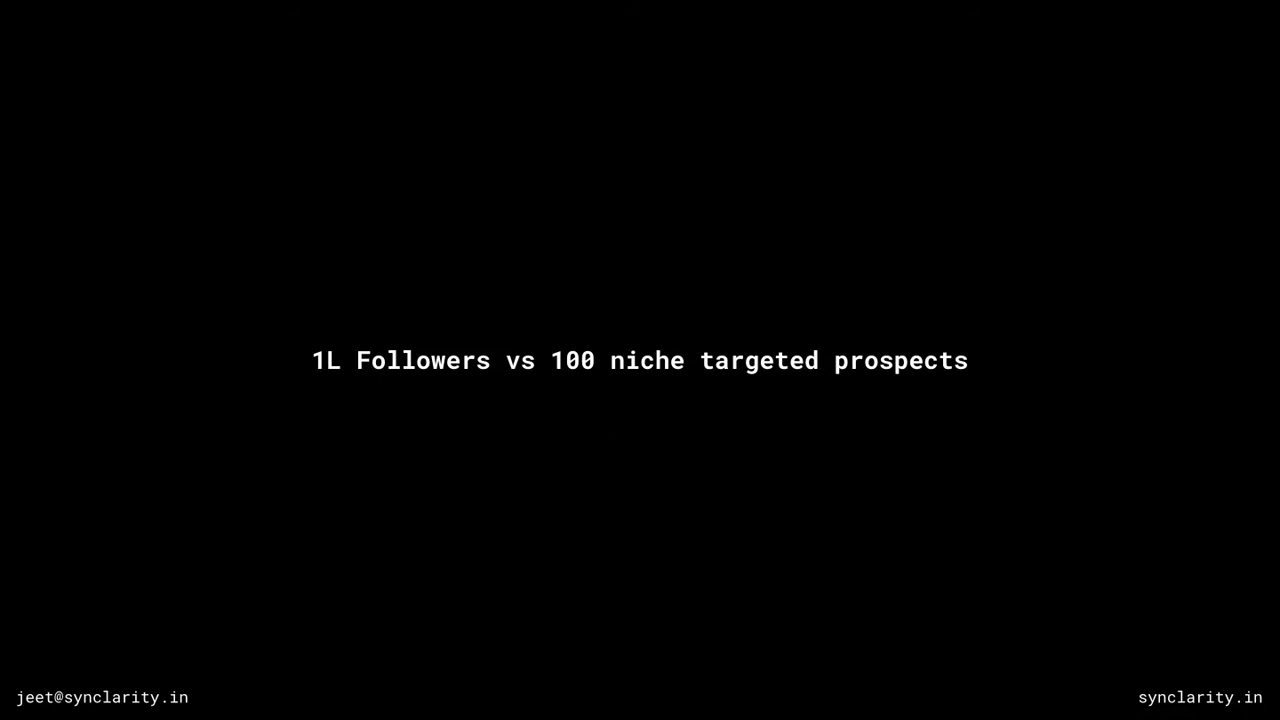 1L Followers vs 100 niche targeted prospects
jeet@synclarity.in
synclarity.in